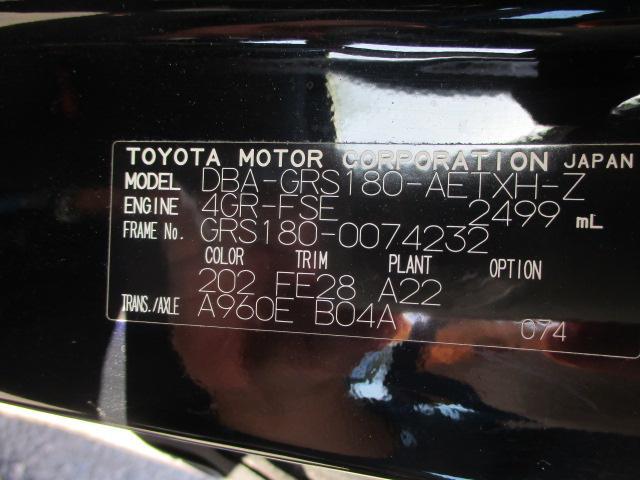 TOYOTA MOTOR CORPORATION JAPAN
MODEL DBA-GRS180-AETXH-Z
ENGINE 4GR-FSE 2499 mL
FRAME No. GRS180-0074232
COLOR TRIM PLANT OPTION
202 FE28 A22
TRANS./AXLE A960E B04A 074